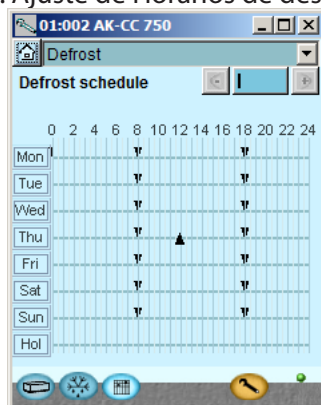 . Ajuste de Horarios de des
01:002 AK-CC 750
Defrost
Defrost schedule
0 2 4 6 8 10 12 14 16 18 20 22 24
Mon
Tue
Wed
Thu
Fri
Sat
Sun
Hol